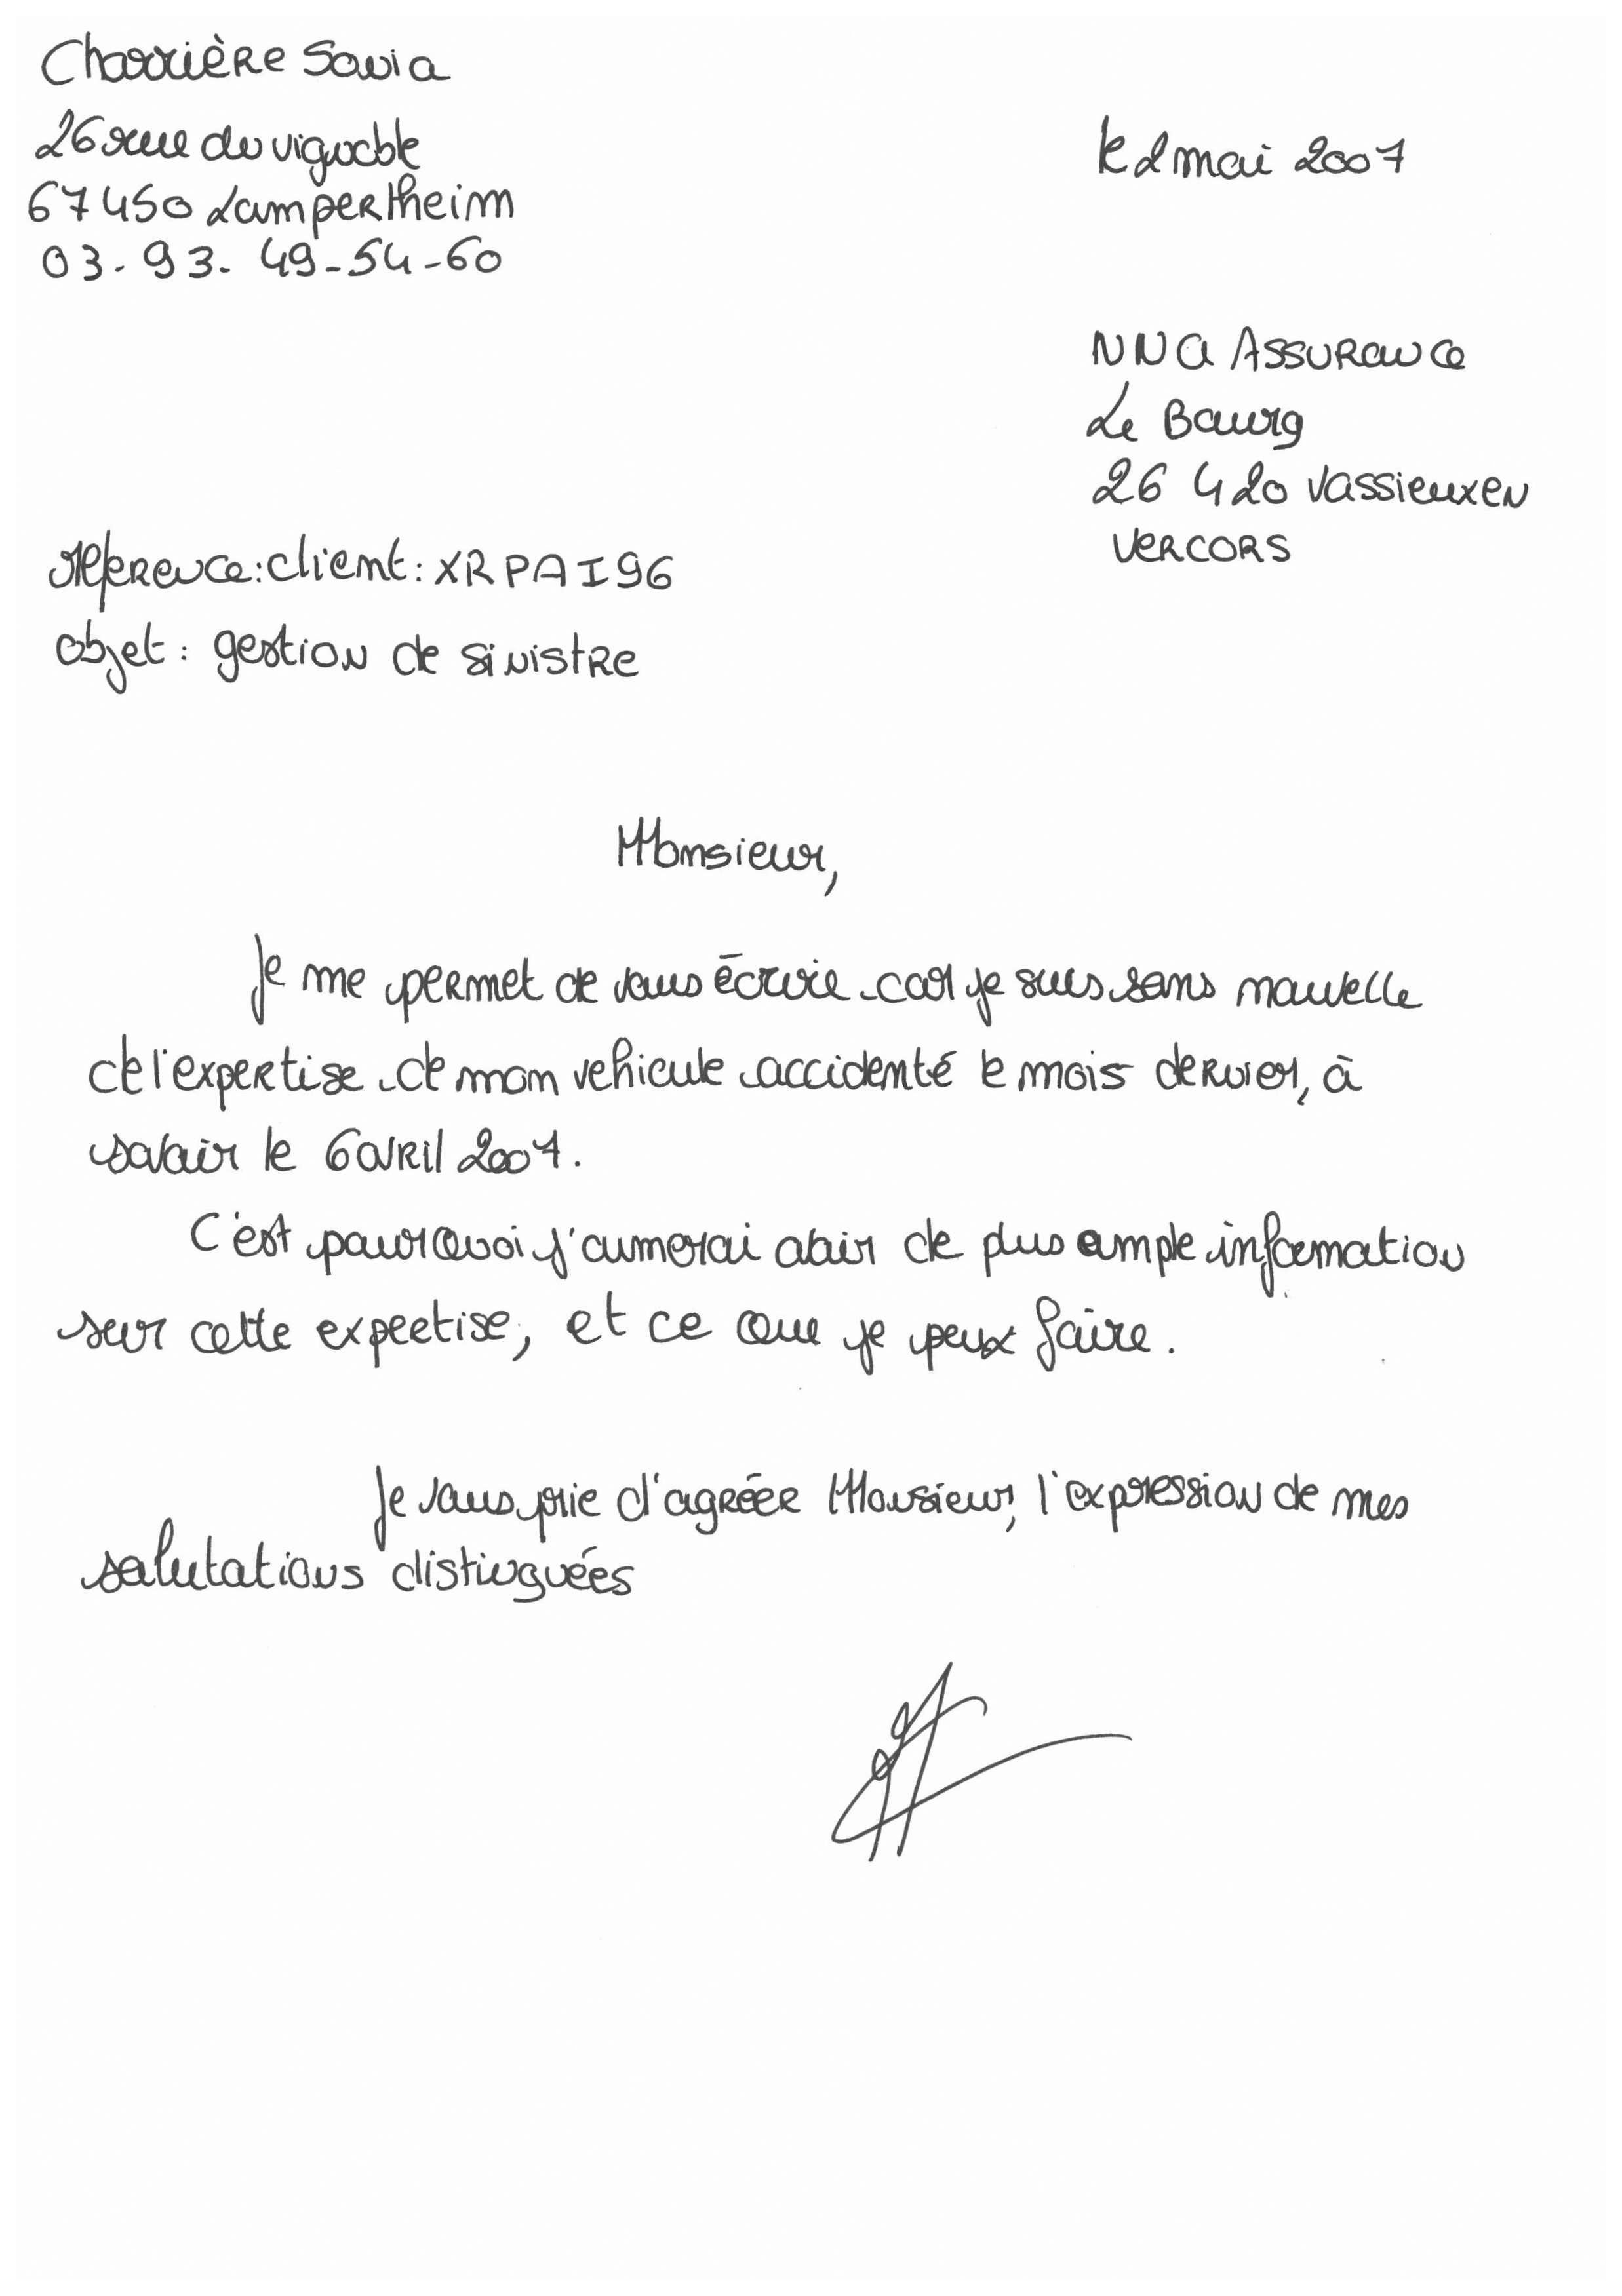 Charrière Sonia
26 rue du vignoble
67450 Lampertheim
03-93-49-54-60
le 2 mai 2007
NNA Assurance
Le Bourg
26 420 Vassieux en
Vercors
référence : client : XRPAI96
objet : gestion de sinistre
Monsieur,
Je me permet de vous écrire car je suis sans nouvelle
de l'expertise de mon vehicule accidenté le mois dernier, à
savoir le 6 avril 2007.
C'est pourquoi j'aimerai avoir de plus ample information
sur cette expertise, et ce que je peux faire.
Je vous prie d'agréer Monsieur, l'expression de mes
salutations distinguées